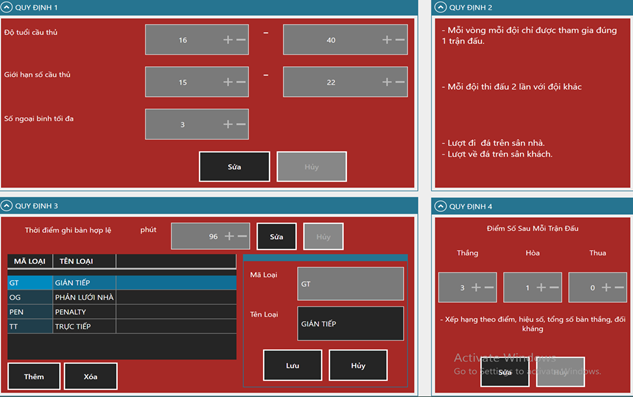 QUY ĐỊNH 1
Độ tuổi cầu thủ
16 + − − 40 + −
Giới hạn số cầu thủ
15 + − − 22 + −
Số ngoại binh tối đa
3 + −
Sửa Hủy
QUY ĐỊNH 2
- Mỗi vòng mỗi đội chỉ được tham gia đúng
1 trận đấu.
- Mỗi đội thi đấu 2 lần với đội khác
- Lượt đi đá trên sân nhà.
- Lượt về đá trên sân khách.
QUY ĐỊNH 3
Thời điểm ghi bàn hợp lệ phút 96 + − Sửa Hủy
MÃ LOẠI TÊN LOẠI
GT GIÁN TIẾP
OG PHẢN LƯỚI NHÀ
PEN PENALTY
TT TRỰC TIẾP
Thêm Xóa
Mã Loại GT
Tên Loại GIÁN TIẾP
Lưu Hủy
QUY ĐỊNH 4
Điểm Số Sau Mỗi Trận Đấu
Thắng Hòa Thua
3 + − 1 + − 0 + −
- Xếp hạng theo điểm, hiệu số, tổng số bàn thắng, đối
kháng
Activate Windows
Go to Settings to activate Windows.
Sửa Hủy